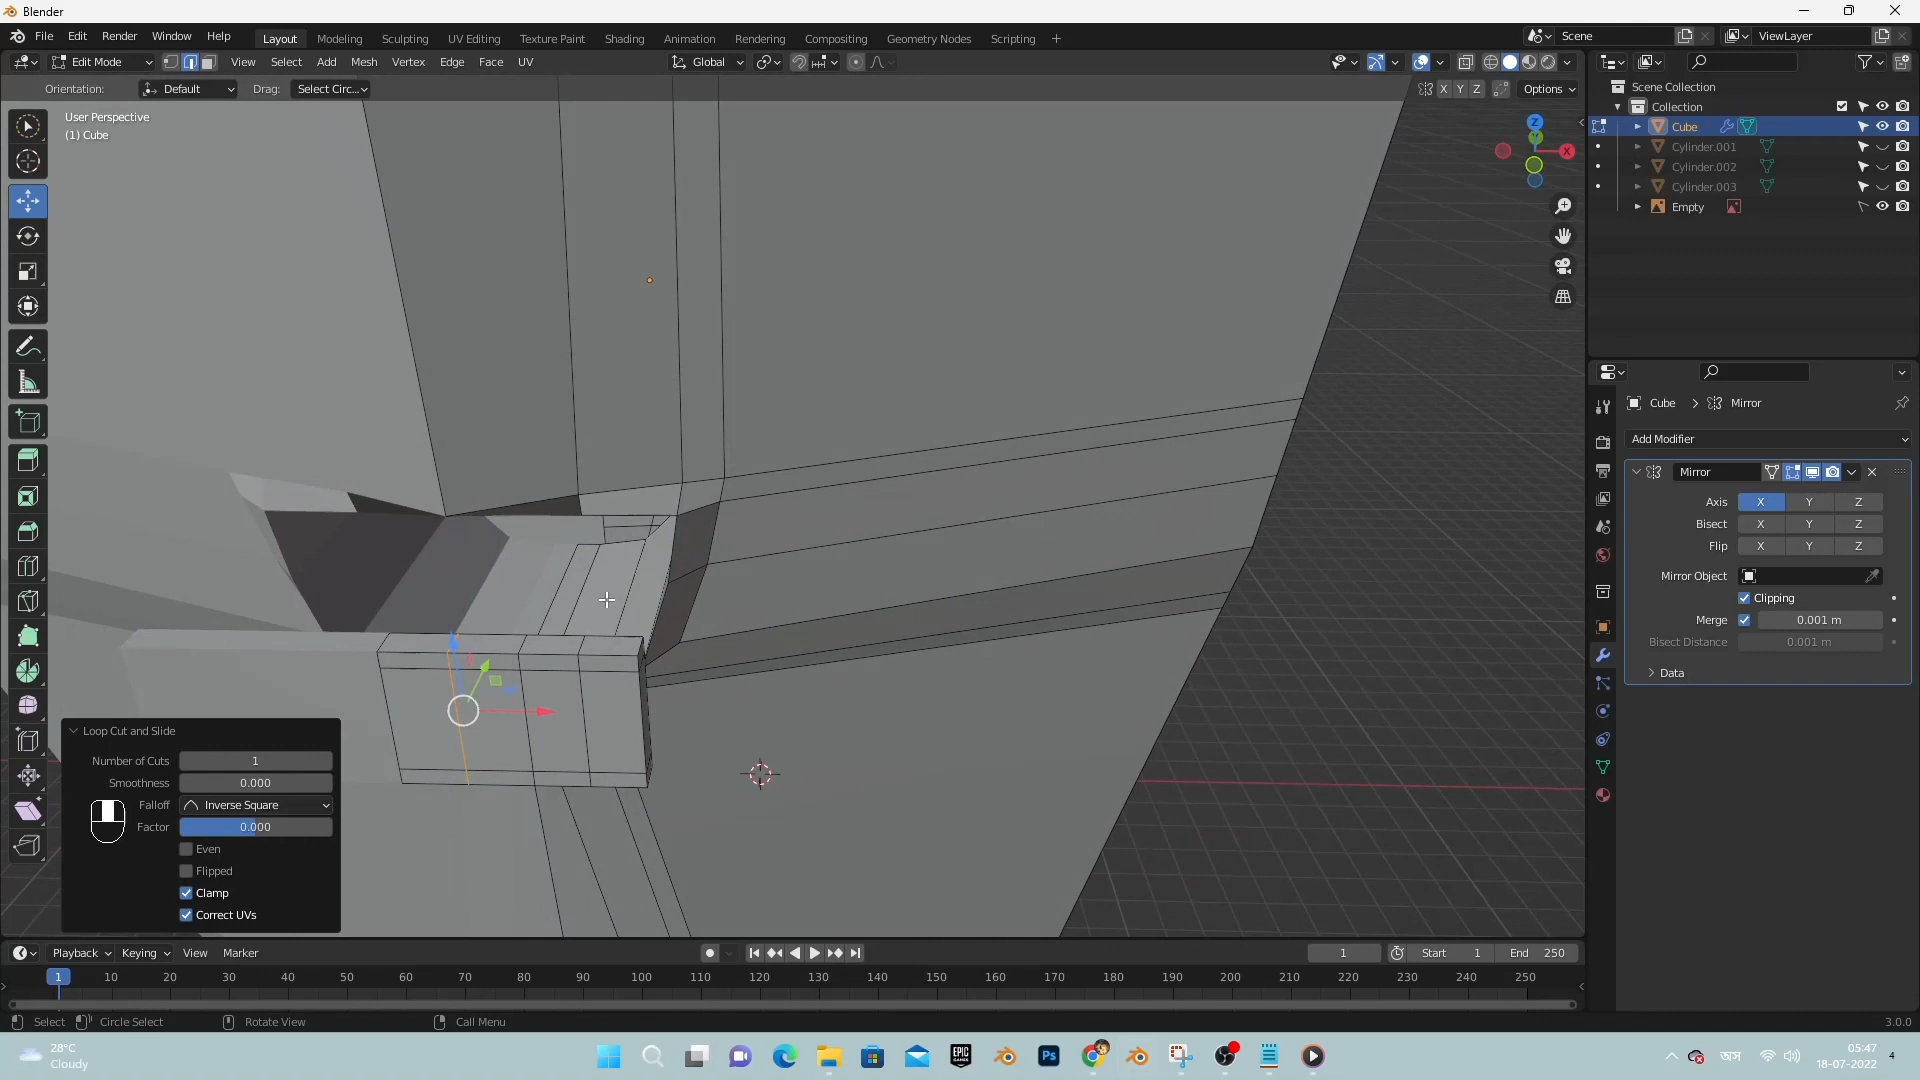 Blender
File Edit Render Window Help
Layout Modeling Sculpting UV Editing Texture Paint Shading Animation Rendering Compositing Geometry Nodes Scripting +
Scene
ViewLayer
Edit Mode
View Select Add Mesh Vertex Edge Face UV
Global
Orientation: Default Drag: Select Circ...
X Y Z Options
User Perspective
(1) Cube
Z
Y
X
Scene Collection
Collection
Cube
Cylinder.001
Cylinder.002
Cylinder.003
Empty
Cube > Mirror
Add Modifier
Mirror
Axis X Y Z
Bisect X Y Z
Flip X Y Z
Mirror Object
Clipping
Merge 0.001 m
Bisect Distance 0.001 m
Data
Loop Cut and Slide
Number of Cuts 1
Smoothness 0.000
Falloff Inverse Square
Factor 0.000
Even
Flipped
Clamp
Correct UVs
Playback Keying View Marker
1 Start 1 End 250
1 10 20 30 40 50 60 70 80 90 100 110 120 130 140 150 160 170 180 190 200 210 220 230 240 250
Select Circle Select Rotate View Call Menu 3.0.0
28°C
Cloudy
EPIC
GAMES
Ps
অস
05:47
18-07-2022
4